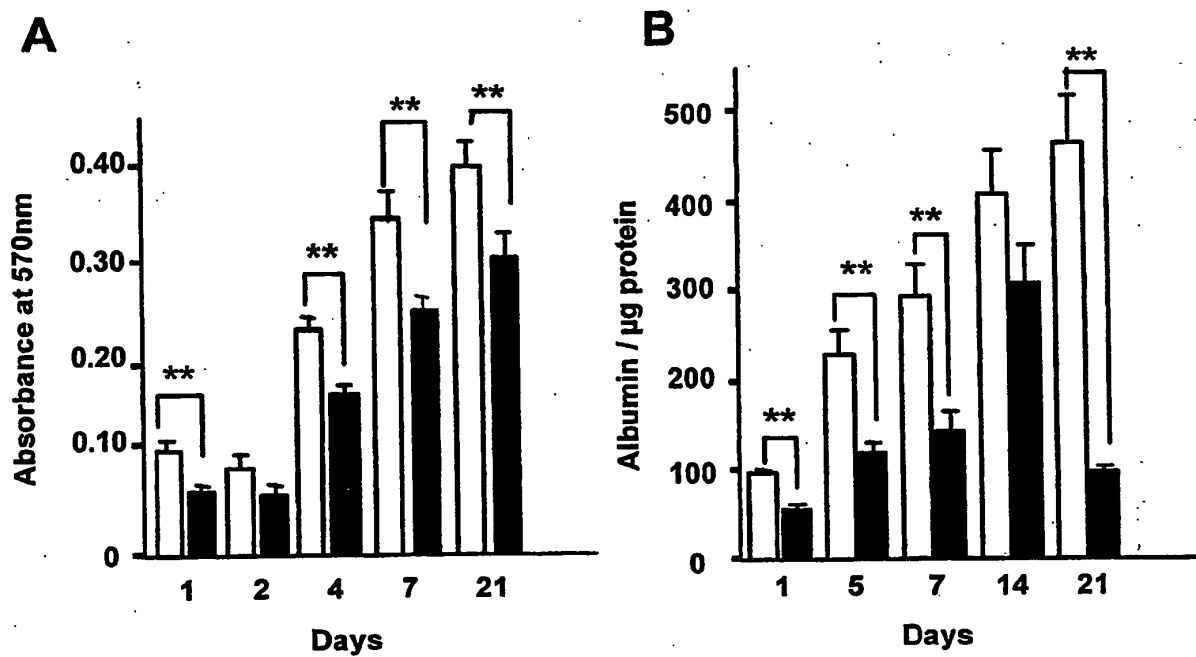 A
Absorbance at 570nm
0.40
0.30
0.20
0.10
0
**
**
**
**
1 2 4 7 21
Days
B
Albumin / µg protein
500
400
300
200
100
0
**
**
**
**
1 5 7 14 21
Days